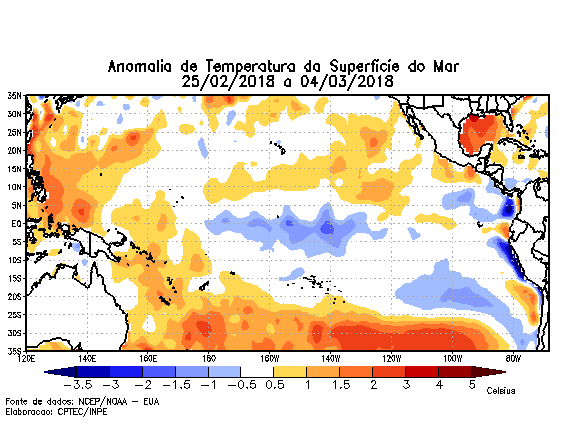 Anomalia de Temperatura da Superfície do Mar
25/02/2018 a 04/03/2018
35N
30N
25N
20N
15N
10N
5N
EQ
5S
10S
15S
20S
25S
30S
35S
120E 140E 160E 180 160W 140W 120W 100W 80W
-3.5 -3 -2 -1.5 -1 -0.5 0.5 1 1.5 2 3 4 5
Celsius
Fonte de dados: NCEP/NOAA - EUA
Elaboracao: CPTEC/INPE